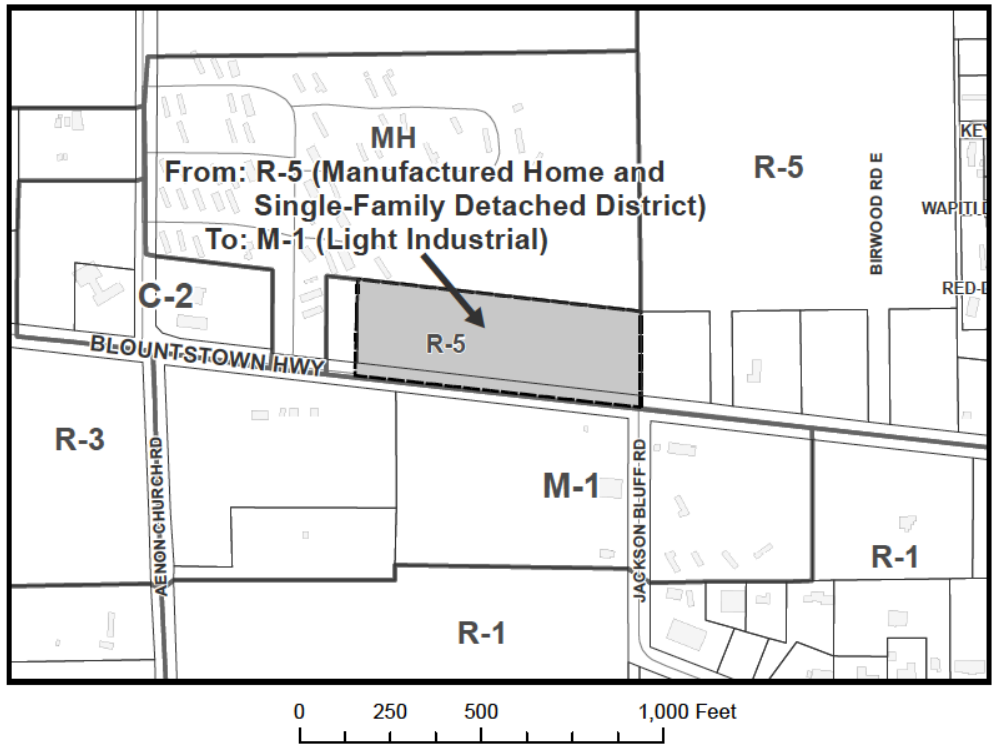 MH
From: R-5 (Manufactured Home and
Single-Family Detached District)
To: M-1 (Light Industrial)
R-5
BIRWOOD RD E
KEY
WAPITI D
RED-D
C-2
R-5
BLOUNTSTOWN HWY
R-3
AENON-CHURCH-RD
M-1
JACKSON-BLUFF-RD
R-1
R-1
0 250 500 1,000 Feet